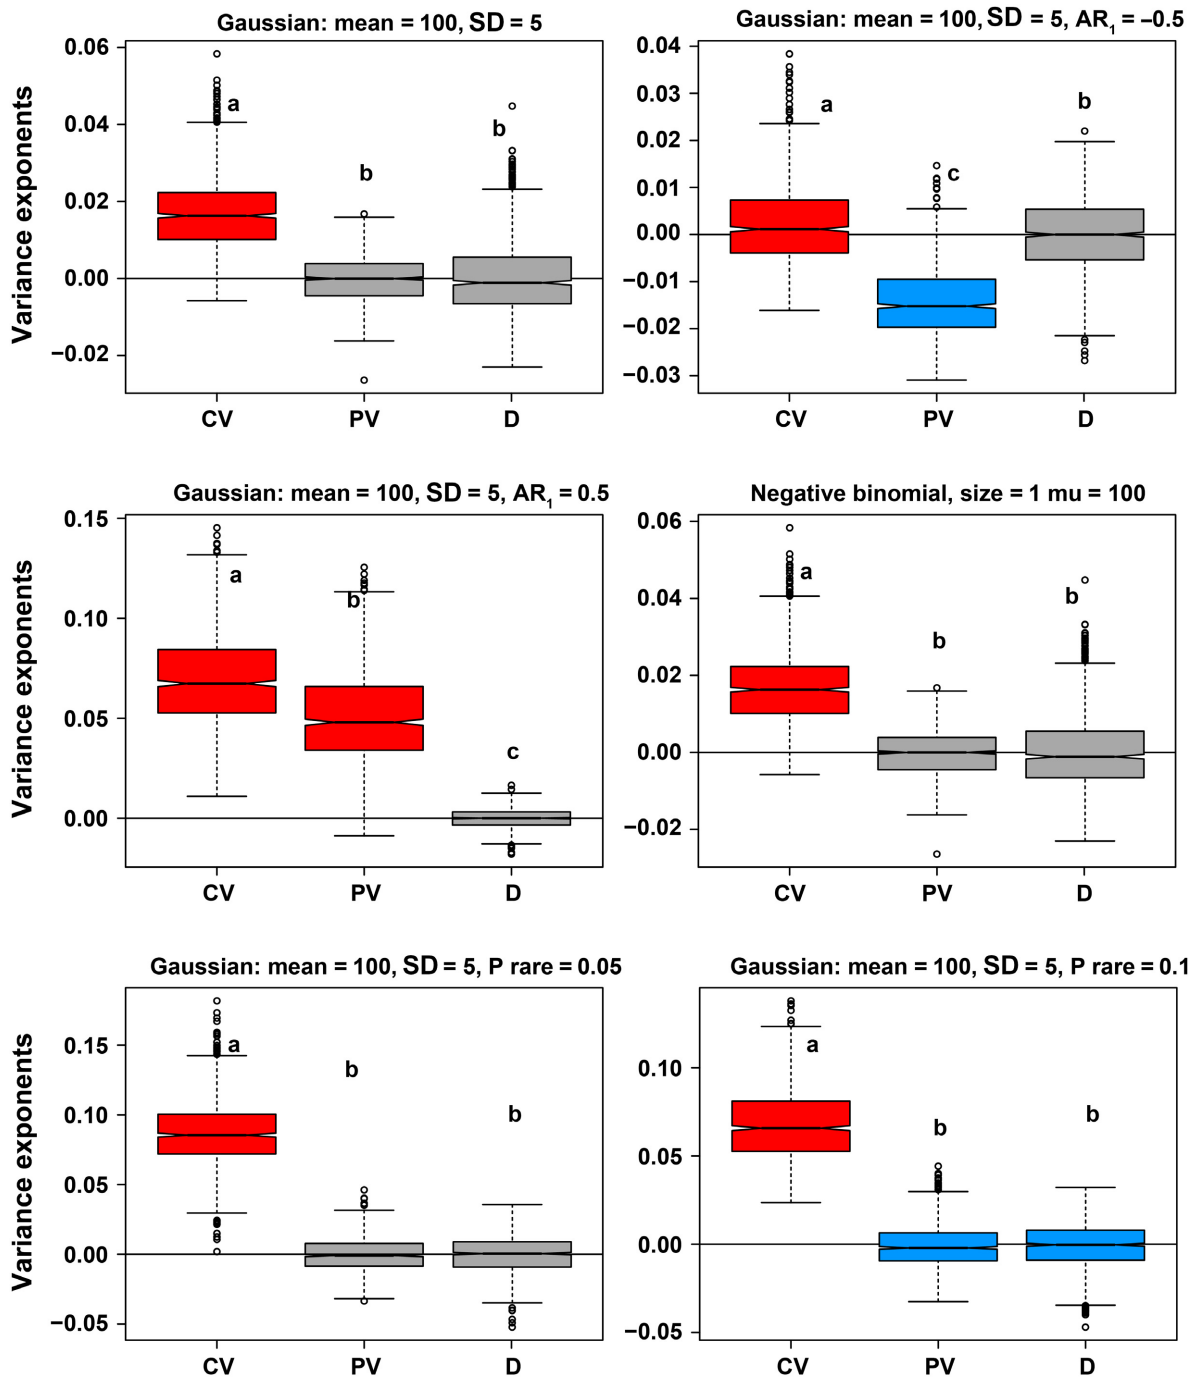 Gaussian: mean = 100, SD = 5
Gaussian: mean = 100, SD = 5, AR1 = –0.5
Variance exponents
0.06
0.04
0.02
0.00
−0.02
a
b
b
CV
PV
D
0.04
0.03
0.02
0.01
0.00
−0.01
−0.02
−0.03
a
c
b
CV
PV
D
Gaussian: mean = 100, SD = 5, AR1 = 0.5
Negative binomial, size = 1 mu = 100
Variance exponents
0.15
0.10
0.05
0.00
a
b
c
CV
PV
D
0.06
0.04
0.02
0.00
−0.02
a
b
b
CV
PV
D
Gaussian: mean = 100, SD = 5, P rare = 0.05
Gaussian: mean = 100, SD = 5, P rare = 0.1
Variance exponents
0.15
0.10
0.05
0.00
−0.05
a
b
b
CV
PV
D
0.10
0.05
0.00
−0.05
a
b
b
CV
PV
D